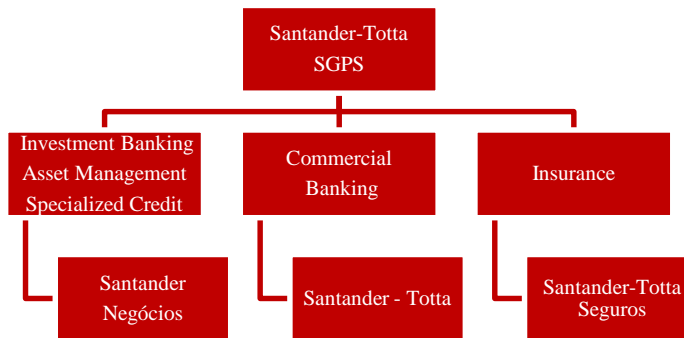 Santander-Totta
SGPS
Investment Banking
Asset Management
Specialized Credit
Commercial
Banking
Insurance
Santander
Negócios
Santander - Totta
Santander-Totta
Seguros